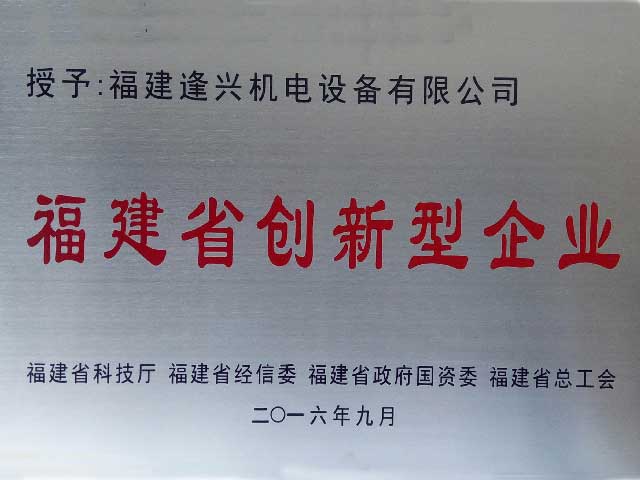 授予:福建逢兴机电设备有限公司
福建省创新型企业
福建省科技厅 福建省经信委 福建省政府国资委 福建省总工会
二〇一六年九月